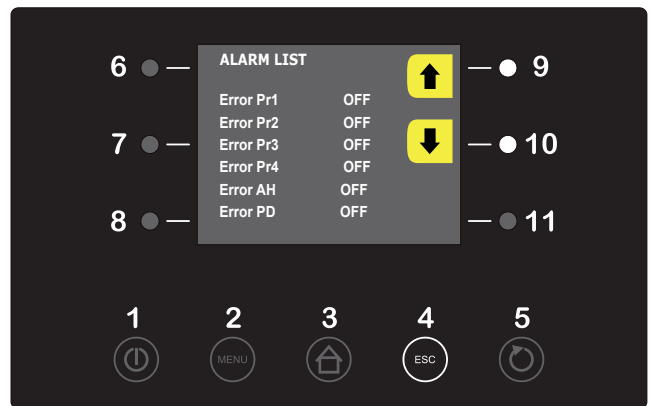 6
ALARM LIST
9
Error Pr1 OFF
Error Pr2 OFF
7
Error Pr3 OFF
10
Error Pr4 OFF
Error AH OFF
8
Error PD OFF
11
1 2 3 4 5
MENU ESC